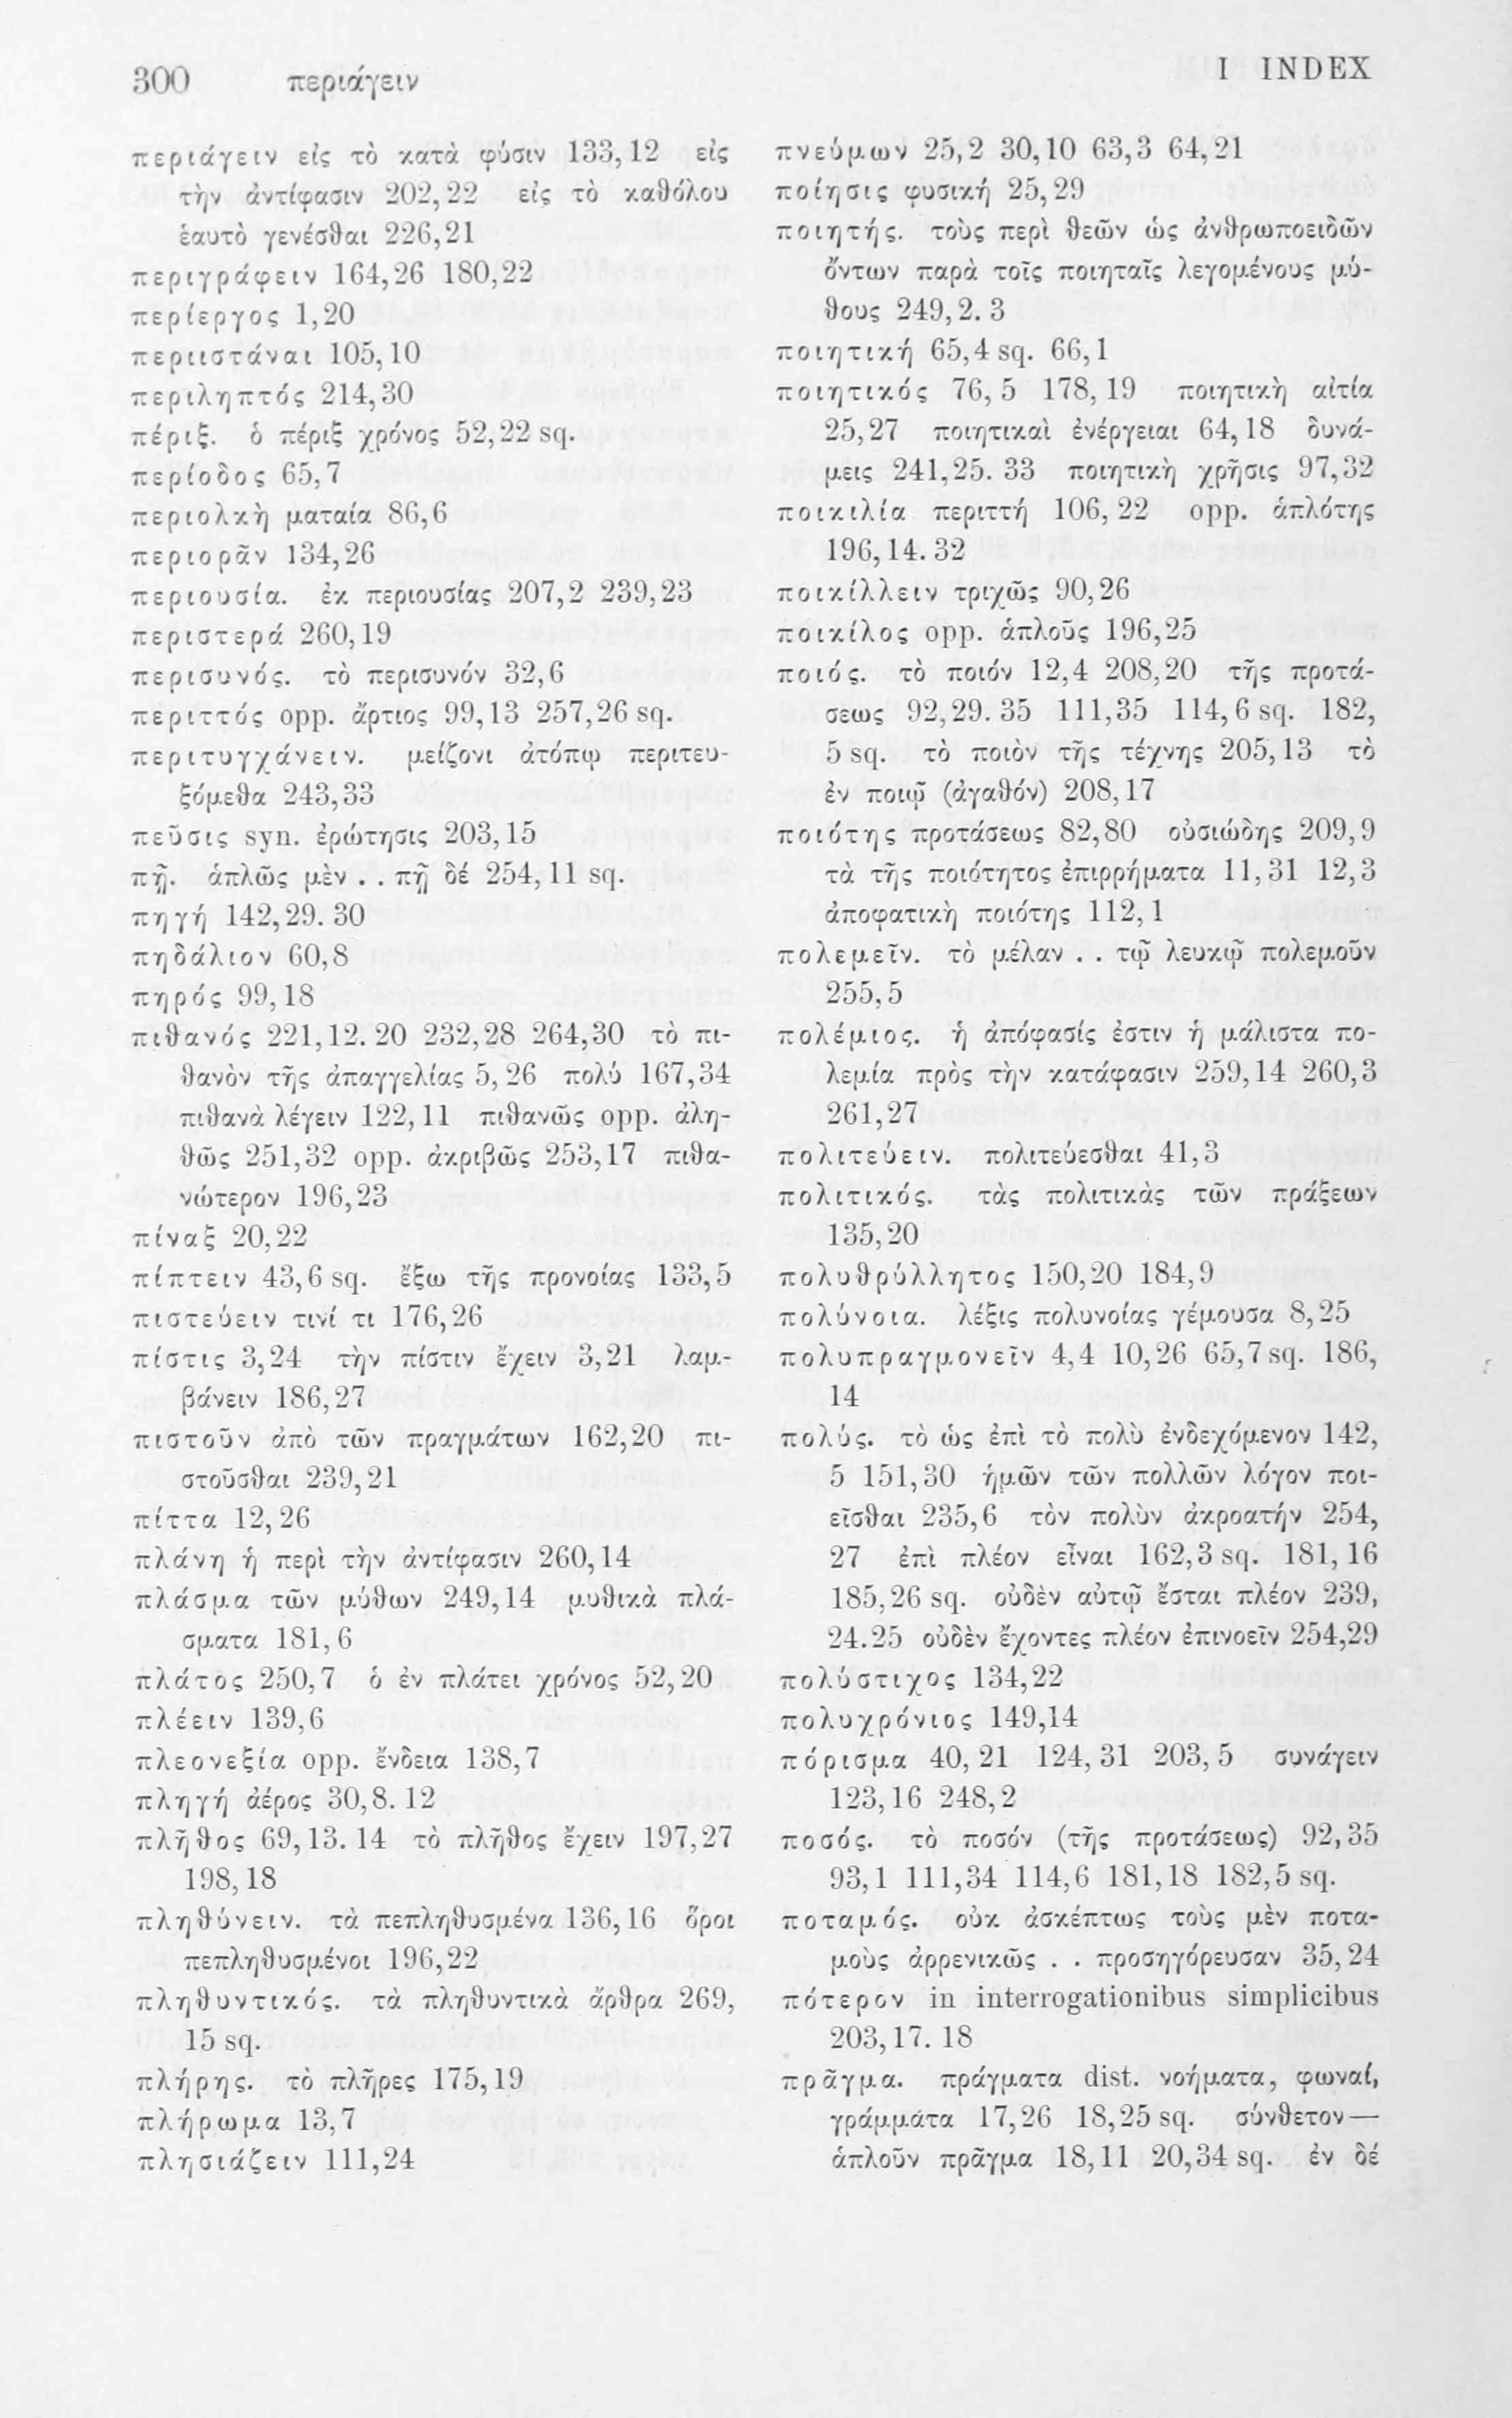 300 περιάγειν I INDEX
περιάγειν εἰς τὸ κατὰ φύσιν 133,12 εἰς
τὴν ἀντίφασιν 202,22 εἰς τὸ καθόλου
ἑαυτὸ γενέσθαι 226,21
περιγράφειν 164,26 180,22
περίεργος 1,20
περιιστάναι 105,10
περιληπτός 214,30
πέριξ. ὁ πέριξ χρόνος 52,22 sq.
περίοδος 65,7
περιολκὴ ματαία 86,6
περιορᾶν 134,26
περιουσία. ἐκ περιουσίας 207,2 239,23
περιστερά 260,19
περισυνός. τὸ περισυνόν 32,6
περιττός opp. ἄρτιος 99,13 257,26 sq.
περιτυγχάνειν. μείζονι ἀτόπῳ περιτευ-
ξόμεθα 243,33
πεῦσις syn. ἐρώτησις 203,15
πῇ. ἁπλῶς μὲν . . πῇ δέ 254,11 sq.
πηγή 142,29. 30
πηδάλιον 60,8
πηρός 99,18
πιθανός 221,12. 20 232,28 264,30 τὸ πι-
θανὸν τῆς ἀπαγγελίας 5,26 πολύ 167,34
πιθανὰ λέγειν 122,11 πιθανῶς opp. ἀλη-
θῶς 251,32 opp. ἀκριβῶς 253,17 πιθα-
νώτερον 196,23
πίναξ 20,22
πίπτειν 43,6 sq. ἔξω τῆς προνοίας 133,5
πιστεύειν τινί τι 176,26
πίστις 3,24 τὴν πίστιν ἔχειν 3,21 λαμ-
βάνειν 186,27
πιστοῦν ἀπὸ τῶν πραγμάτων 162,20 πι-
στοῦσθαι 239,21
πίττα 12,26
πλάνη ἡ περὶ τὴν ἀντίφασιν 260,14
πλάσμα τῶν μύθων 249,14 μυθικὰ πλά-
σματα 181,6
πλάτος 250,7 ὁ ἐν πλάτει χρόνος 52,20
πλέειν 139,6
πλεονεξία opp. ἔνδεια 138,7
πληγή ἀέρος 30,8. 12
πλῆθος 69,13. 14 τὸ πλῆθος ἔχειν 197,27
198,18
πληθύνειν. τὰ πεπληθυσμένα 136,16 ὅροι
πεπληθυσμένοι 196,22
πληθυντικός. τὰ πληθυντικὰ ἄρθρα 269,
15 sq.
πλήρης. τὸ πλῆρες 175,19
πλήρωμα 13,7
πλησιάζειν 111,24
πνεύμων 25,2 30,10 63,3 64,21
ποίησις φυσική 25,29
ποιητής. τοὺς περὶ θεῶν ὡς ἀνθρωποειδῶν
ὄντων παρὰ τοῖς ποιηταῖς λεγομένους μύ-
θους 249,2. 3
ποιητική 65,4 sq. 66,1
ποιητικός 76,5 178,19 ποιητικὴ αἰτία
25,27 ποιητικαὶ ἐνέργειαι 64,18 δυνά-
μεις 241,25. 33 ποιητικὴ χρῆσις 97,32
ποικιλία περιττή 106,22 opp. ἁπλότης
196,14. 32
ποικίλλειν τριχῶς 90,26
ποικίλος opp. ἁπλοῦς 196,25
ποιός. τὸ ποιόν 12,4 208,20 τῆς προτά-
σεως 92,29. 35 111,35 114,6 sq. 182,
5 sq. τὸ ποιὸν τῆς τέχνης 205,13 τὸ
ἐν ποιῷ (ἀγαθόν) 208,17
ποιότης προτάσεως 82,80 οὐσιώδης 209,9
τὰ τῆς ποιότητος ἐπιρρήματα 11,31 12,3
ἀποφατικὴ ποιότης 112,1
πολεμεῖν. τὸ μέλαν . . τῷ λευκῷ πολεμοῦν
255,5
πολέμιος. ἡ ἀπόφασίς ἐστιν ἡ μάλιστα πο-
λεμία πρὸς τὴν κατάφασιν 259,14 260,3
261,27
πολιτεύειν. πολιτεύεσθαι 41,3
πολιτικός. τὰς πολιτικὰς τῶν πράξεων
135,20
πολυθρύλλητος 150,20 184,9
πολύνοια. λέξις πολυνοίας γέμουσα 8,25
πολυπραγμονεῖν 4,4 10,26 65,7 sq. 186,
14
πολύς. τὸ ὡς ἐπὶ τὸ πολὺ ἐνδεχόμενον 142,
5 151,30 ἡμῶν τῶν πολλῶν λόγον ποι-
εῖσθαι 235,6 τὸν πολὺν ἀκροατήν 254,
27 ἐπὶ πλέον εἶναι 162,3 sq. 181,16
185,26 sq. οὐδὲν αὐτῷ ἔσται πλέον 239,
24.25 οὐδὲν ἔχοντες πλέον ἐπινοεῖν 254,29
πολύστιχος 134,22
πολυχρόνιος 149,14
πόρισμα 40,21 124,31 203,5 συνάγειν
123,16 248,2
ποσός. τὸ ποσόν (τῆς προτάσεως) 92,35
93,1 111,34 114,6 181,18 182,5 sq.
ποταμός. οὐκ ἀσκέπτως τοὺς μὲν ποτα-
μοὺς ἀρρενικῶς . . προσηγόρευσαν 35,24
πότερον in interrogationibus simplicibus
203,17. 18
πρᾶγμα. πράγματα dist. νοήματα, φωναί,
γράμματα 17,26 18,25 sq. σύνθετον—
ἁπλοῦν πρᾶγμα 18,11 20,34 sq. ἐν δέ